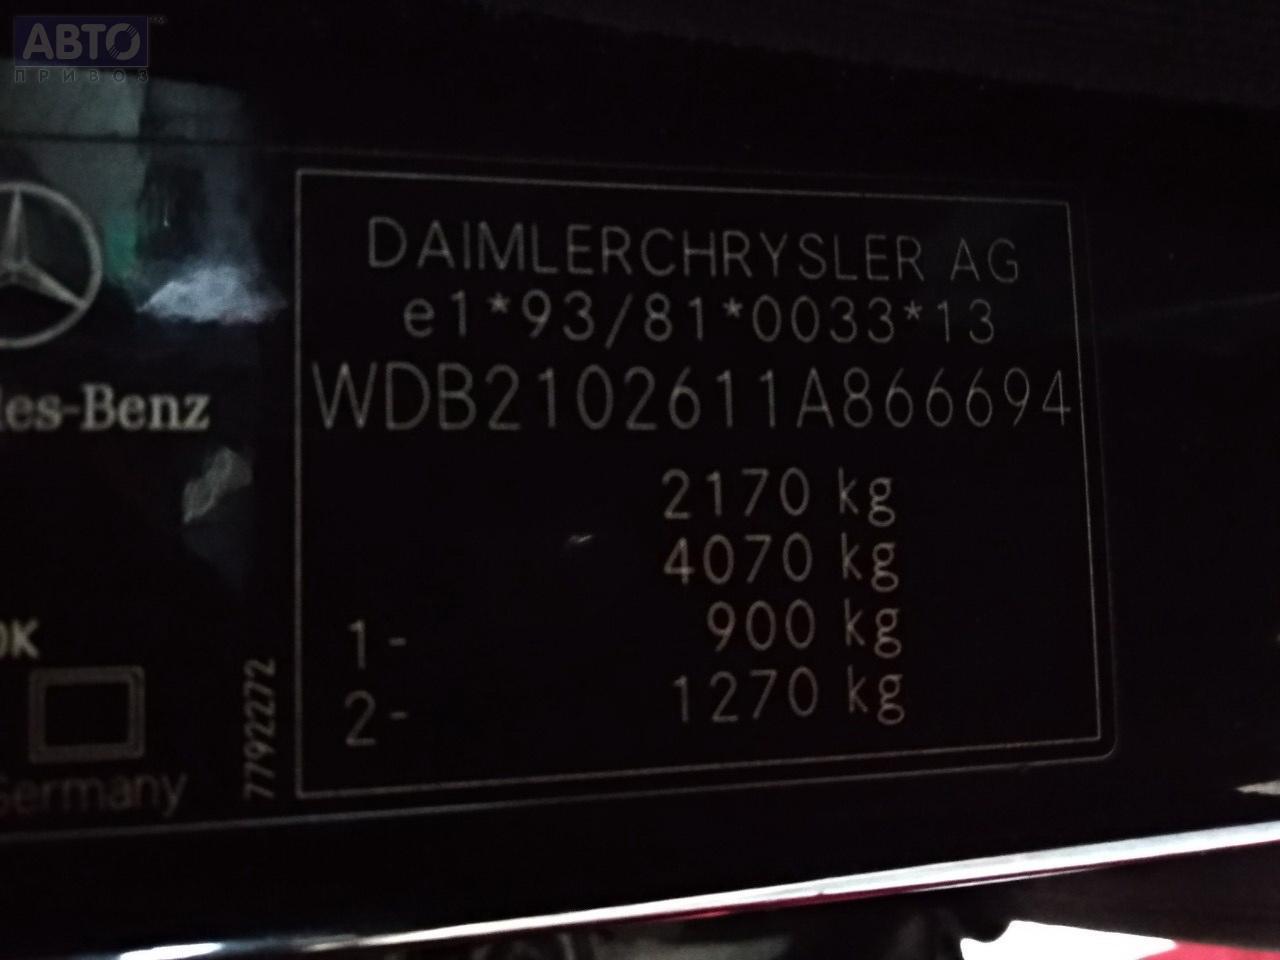 АВТО
ПРИВОЗ
DAIMLERCHRYSLER AG
e1*93/81*0033*13
WDB2102611A866694
2170 kg
4070 kg
1- 900 kg
2- 1270 kg
des-Benz
OK
7792272
Germany